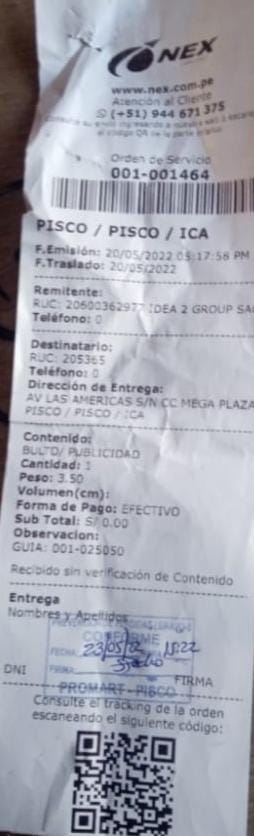 NEX
www.nex.com.pe
Atención al Cliente
(+51) 944 671 375
Orden de Servicio
001-001464
PISCO / PISCO / ICA
F.Emisión: 20/05/2022 05:17:58 PM
F.Traslado: 20/05/2022
Remitente:
RUC: 20600362977 IDEA 2 GROUP SA
Teléfono: 0
Destinatario:
RUC: 205365
Teléfono: 0
Dirección de Entrega:
AV LAS AMERICAS S/N CC MEGA PLAZA
PISCO / PISCO / ICA
Contenido:
BULTO/ PUBLICIDAD
Cantidad: 1
Peso: 3.50
Volumen(cm):
Forma de Pago: EFECTIVO
Sub Total: S/ 0.00
Observacion:
GUIA: 001-025050
Recibido sin verificación de Contenido
Entrega
Nombres y Apellidos
CONFORME
FECHA 23/05/22
FIRMA
PROMART - PISCO
DNI FIRMA
Consulte el tracking de la orden
escaneando el siguiente código: